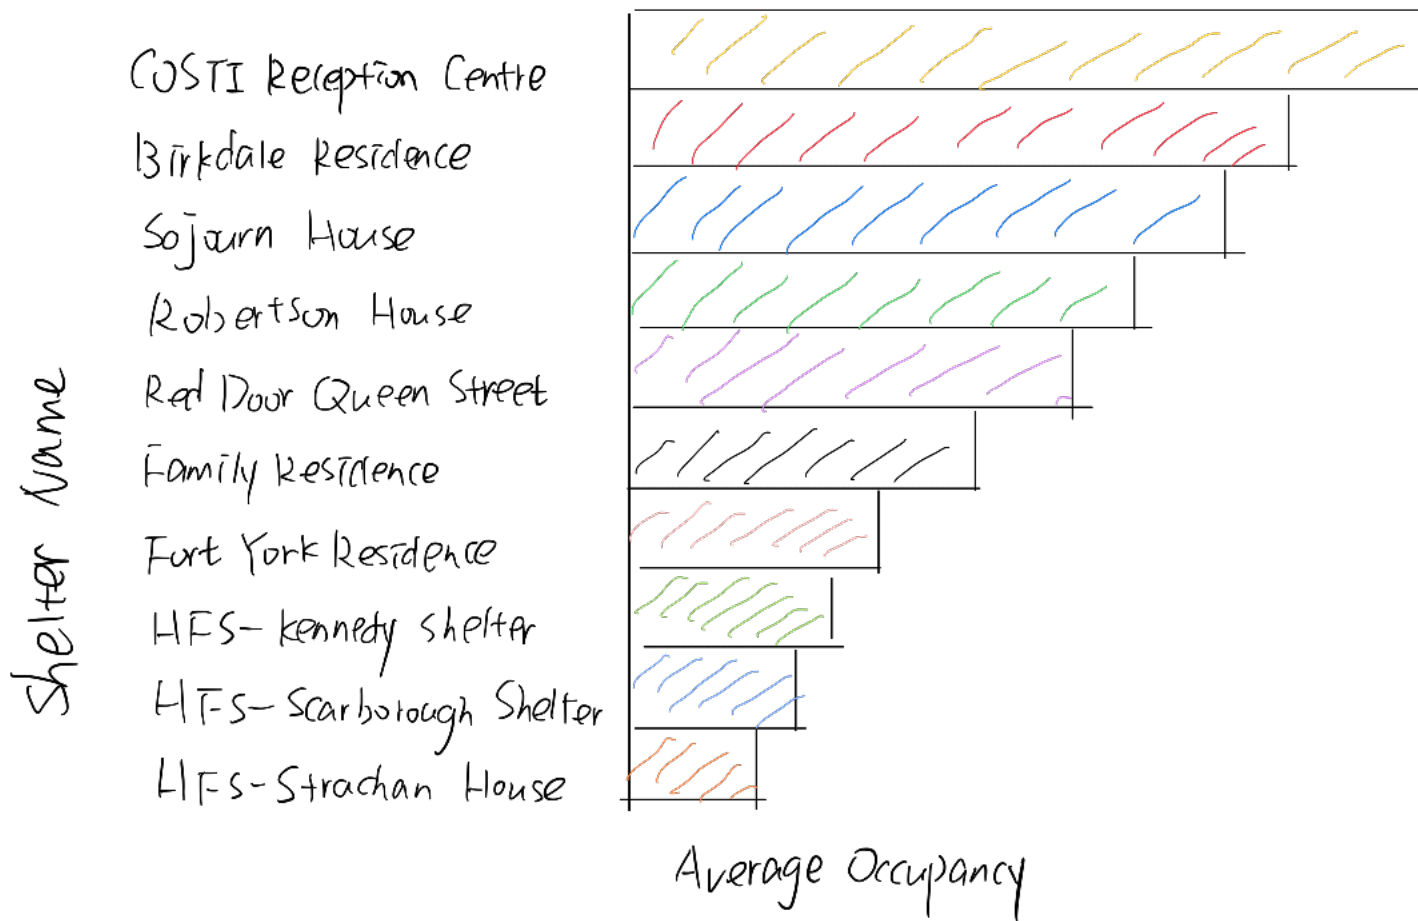 COSTI Reception Centre
Birkdale Residence
Sojourn House
Robertson House
Red Door Queen Street
Family Residence
Fort York Residence
HFS-Kennedy Shelter
HFS-Scarborough Shelter
HFS-Strachan House
Shelter Name
Average Occupancy